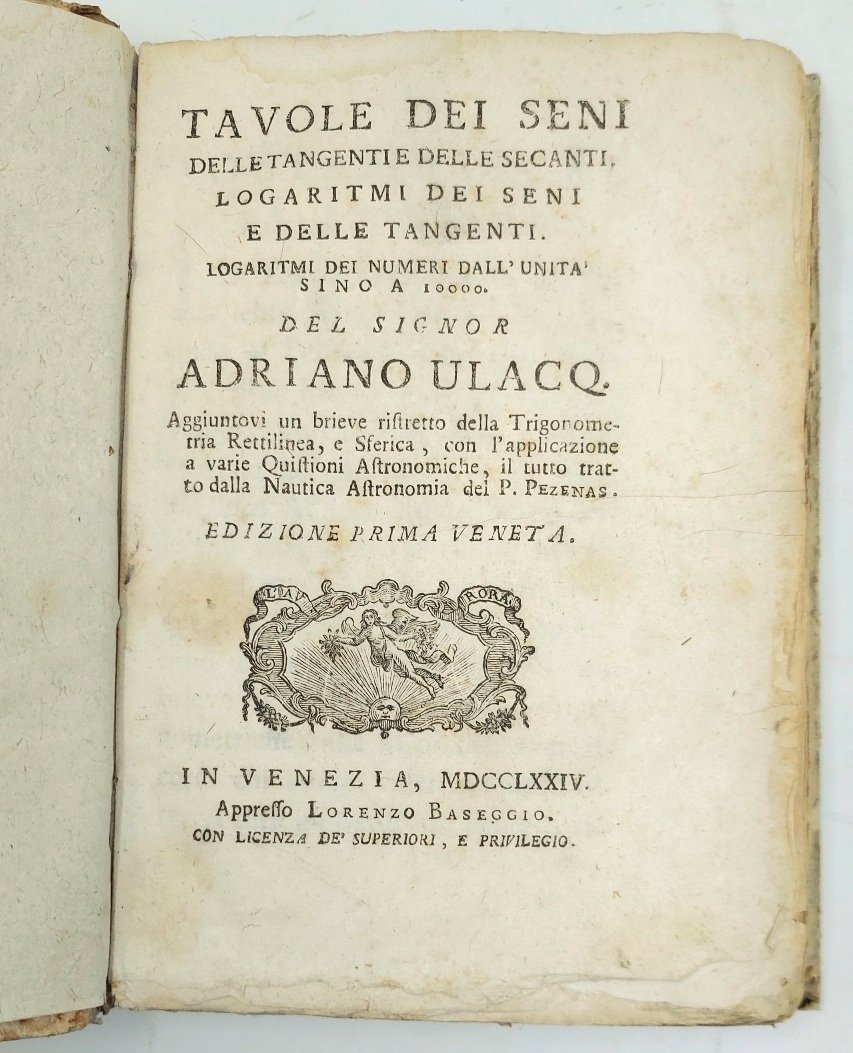 TAVOLE DEI SENI
DELLE TANGENTI E DELLE SECANTI,
LOGARITMI DEI SENI
E DELLE TANGENTI.
LOGARITMI DEI NUMERI DALL' UNITA'
SINO A 10000.
DEL SIGNOR
ADRIANO ULACQ.
Aggiuntovi un brieve riſtretto della Trigonome-
tria Rettilinea, e Sferica, con l'applicazione
a varie Quiſtioni Aſtronomiche, il tutto trat-
to dalla Nautica Aſtronomia del P. PEZENAS.
EDIZIONE PRIMA VENETA.
L'AU RORA
IN VENEZIA, MDCCLXXIV.
Appreſſo LORENZO BASEGGIO.
CON LICENZA DE' SUPERIORI, E PRIVILEGIO.